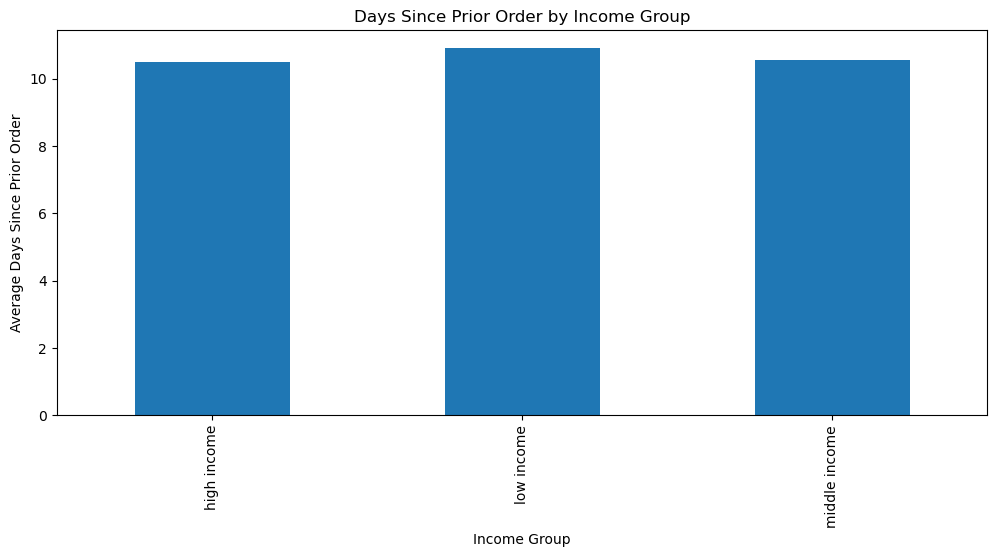 Days Since Prior Order by Income Group
Average Days Since Prior Order
10
8
6
4
2
0
high income
low income
middle income
Income Group